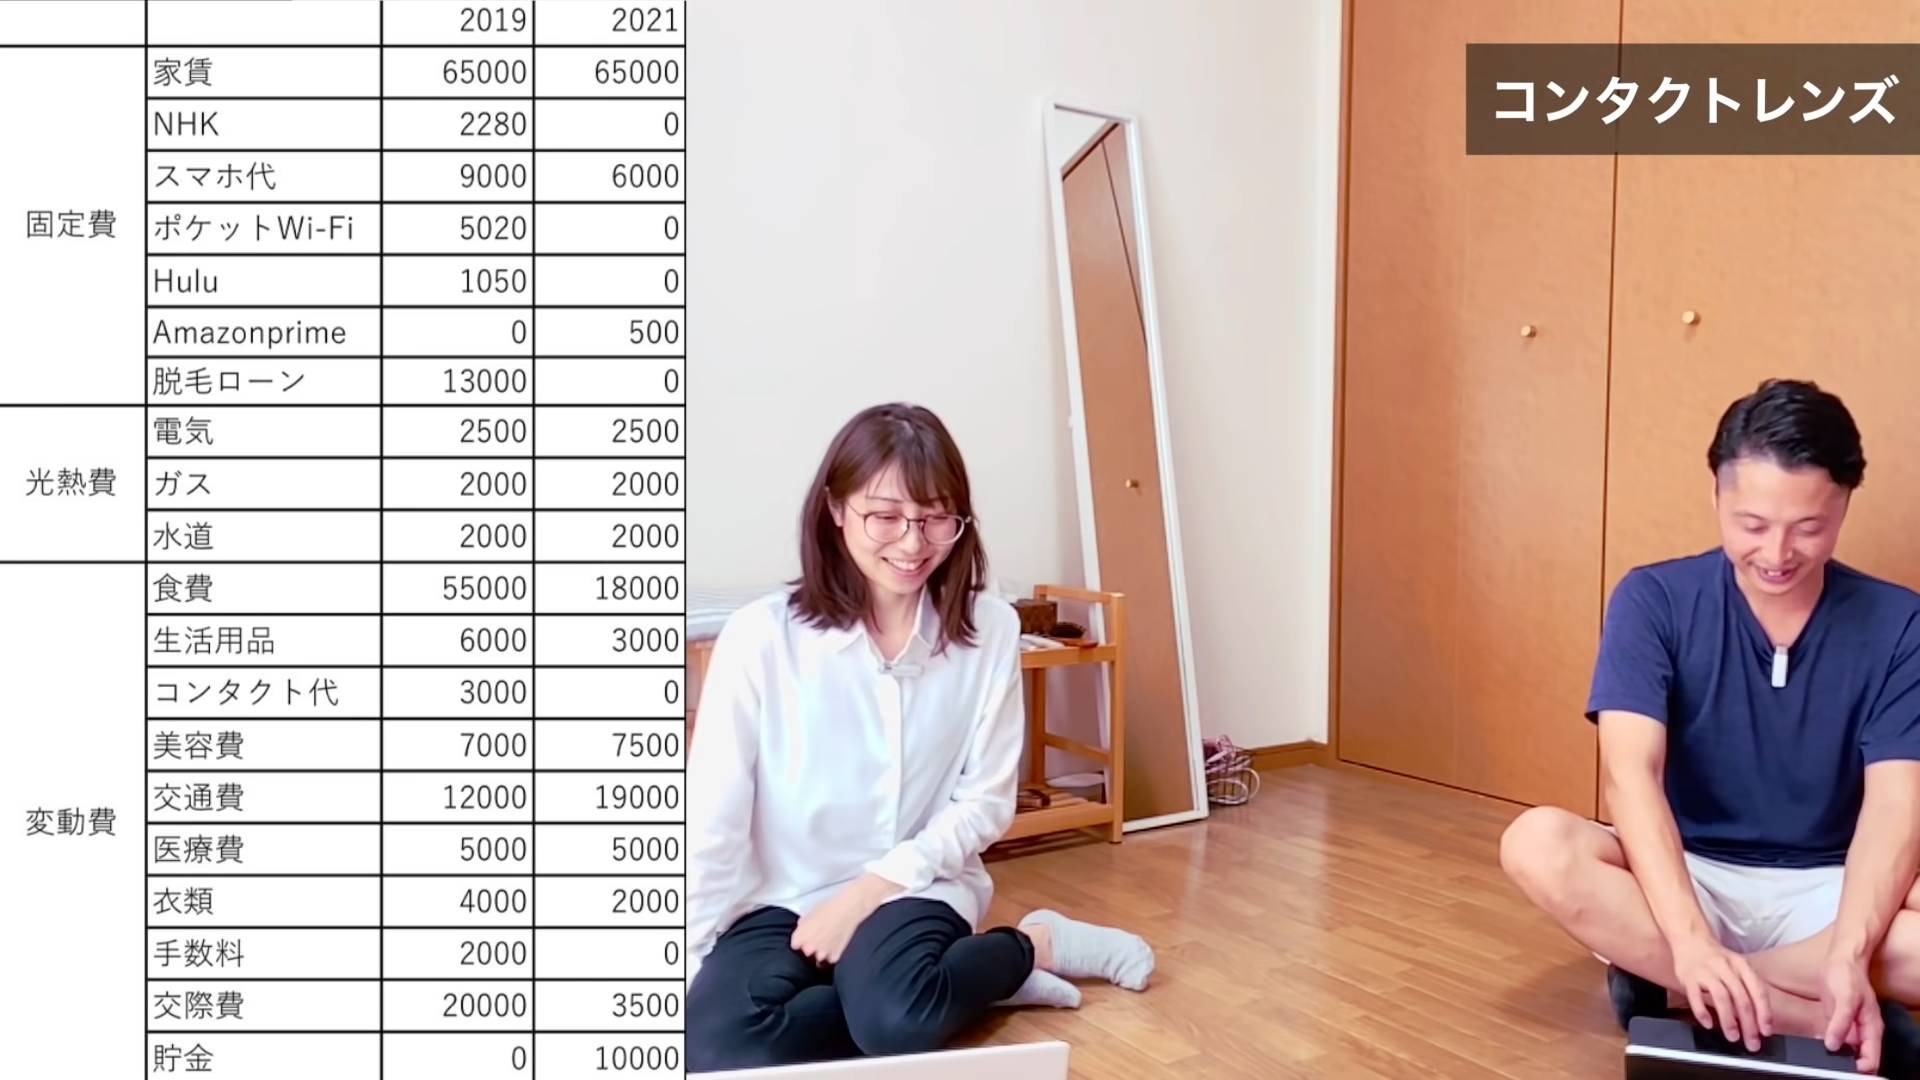 2019 2021
固定費
家賃 65000 65000
NHK 2280 0
スマホ代 9000 6000
ポケットWi-Fi 5020 0
Hulu 1050 0
Amazonprime 0 500
脱毛ローン 13000 0
光熱費
電気 2500 2500
ガス 2000 2000
水道 2000 2000
変動費
食費 55000 18000
生活用品 6000 3000
コンタクト代 3000 0
美容費 7000 7500
交通費 12000 19000
医療費 5000 5000
衣類 4000 2000
手数料 2000 0
交際費 20000 3500
貯金 0 10000
コンタクトレンズ